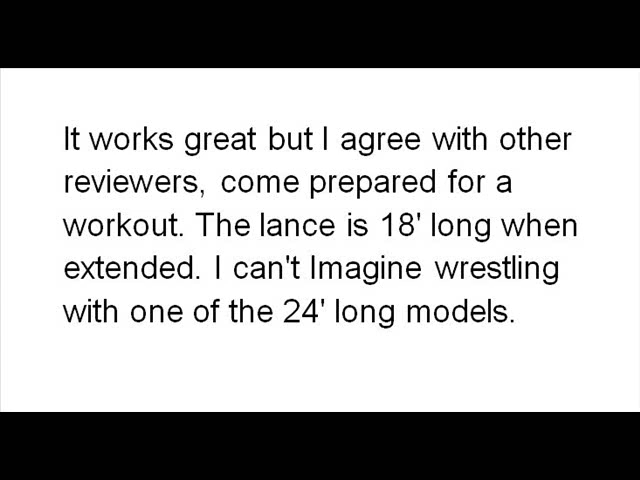 It works great but I agree with other
reviewers, come prepared for a
workout. The lance is 18' long when
extended. I can't Imagine wrestling
with one of the 24' long models.